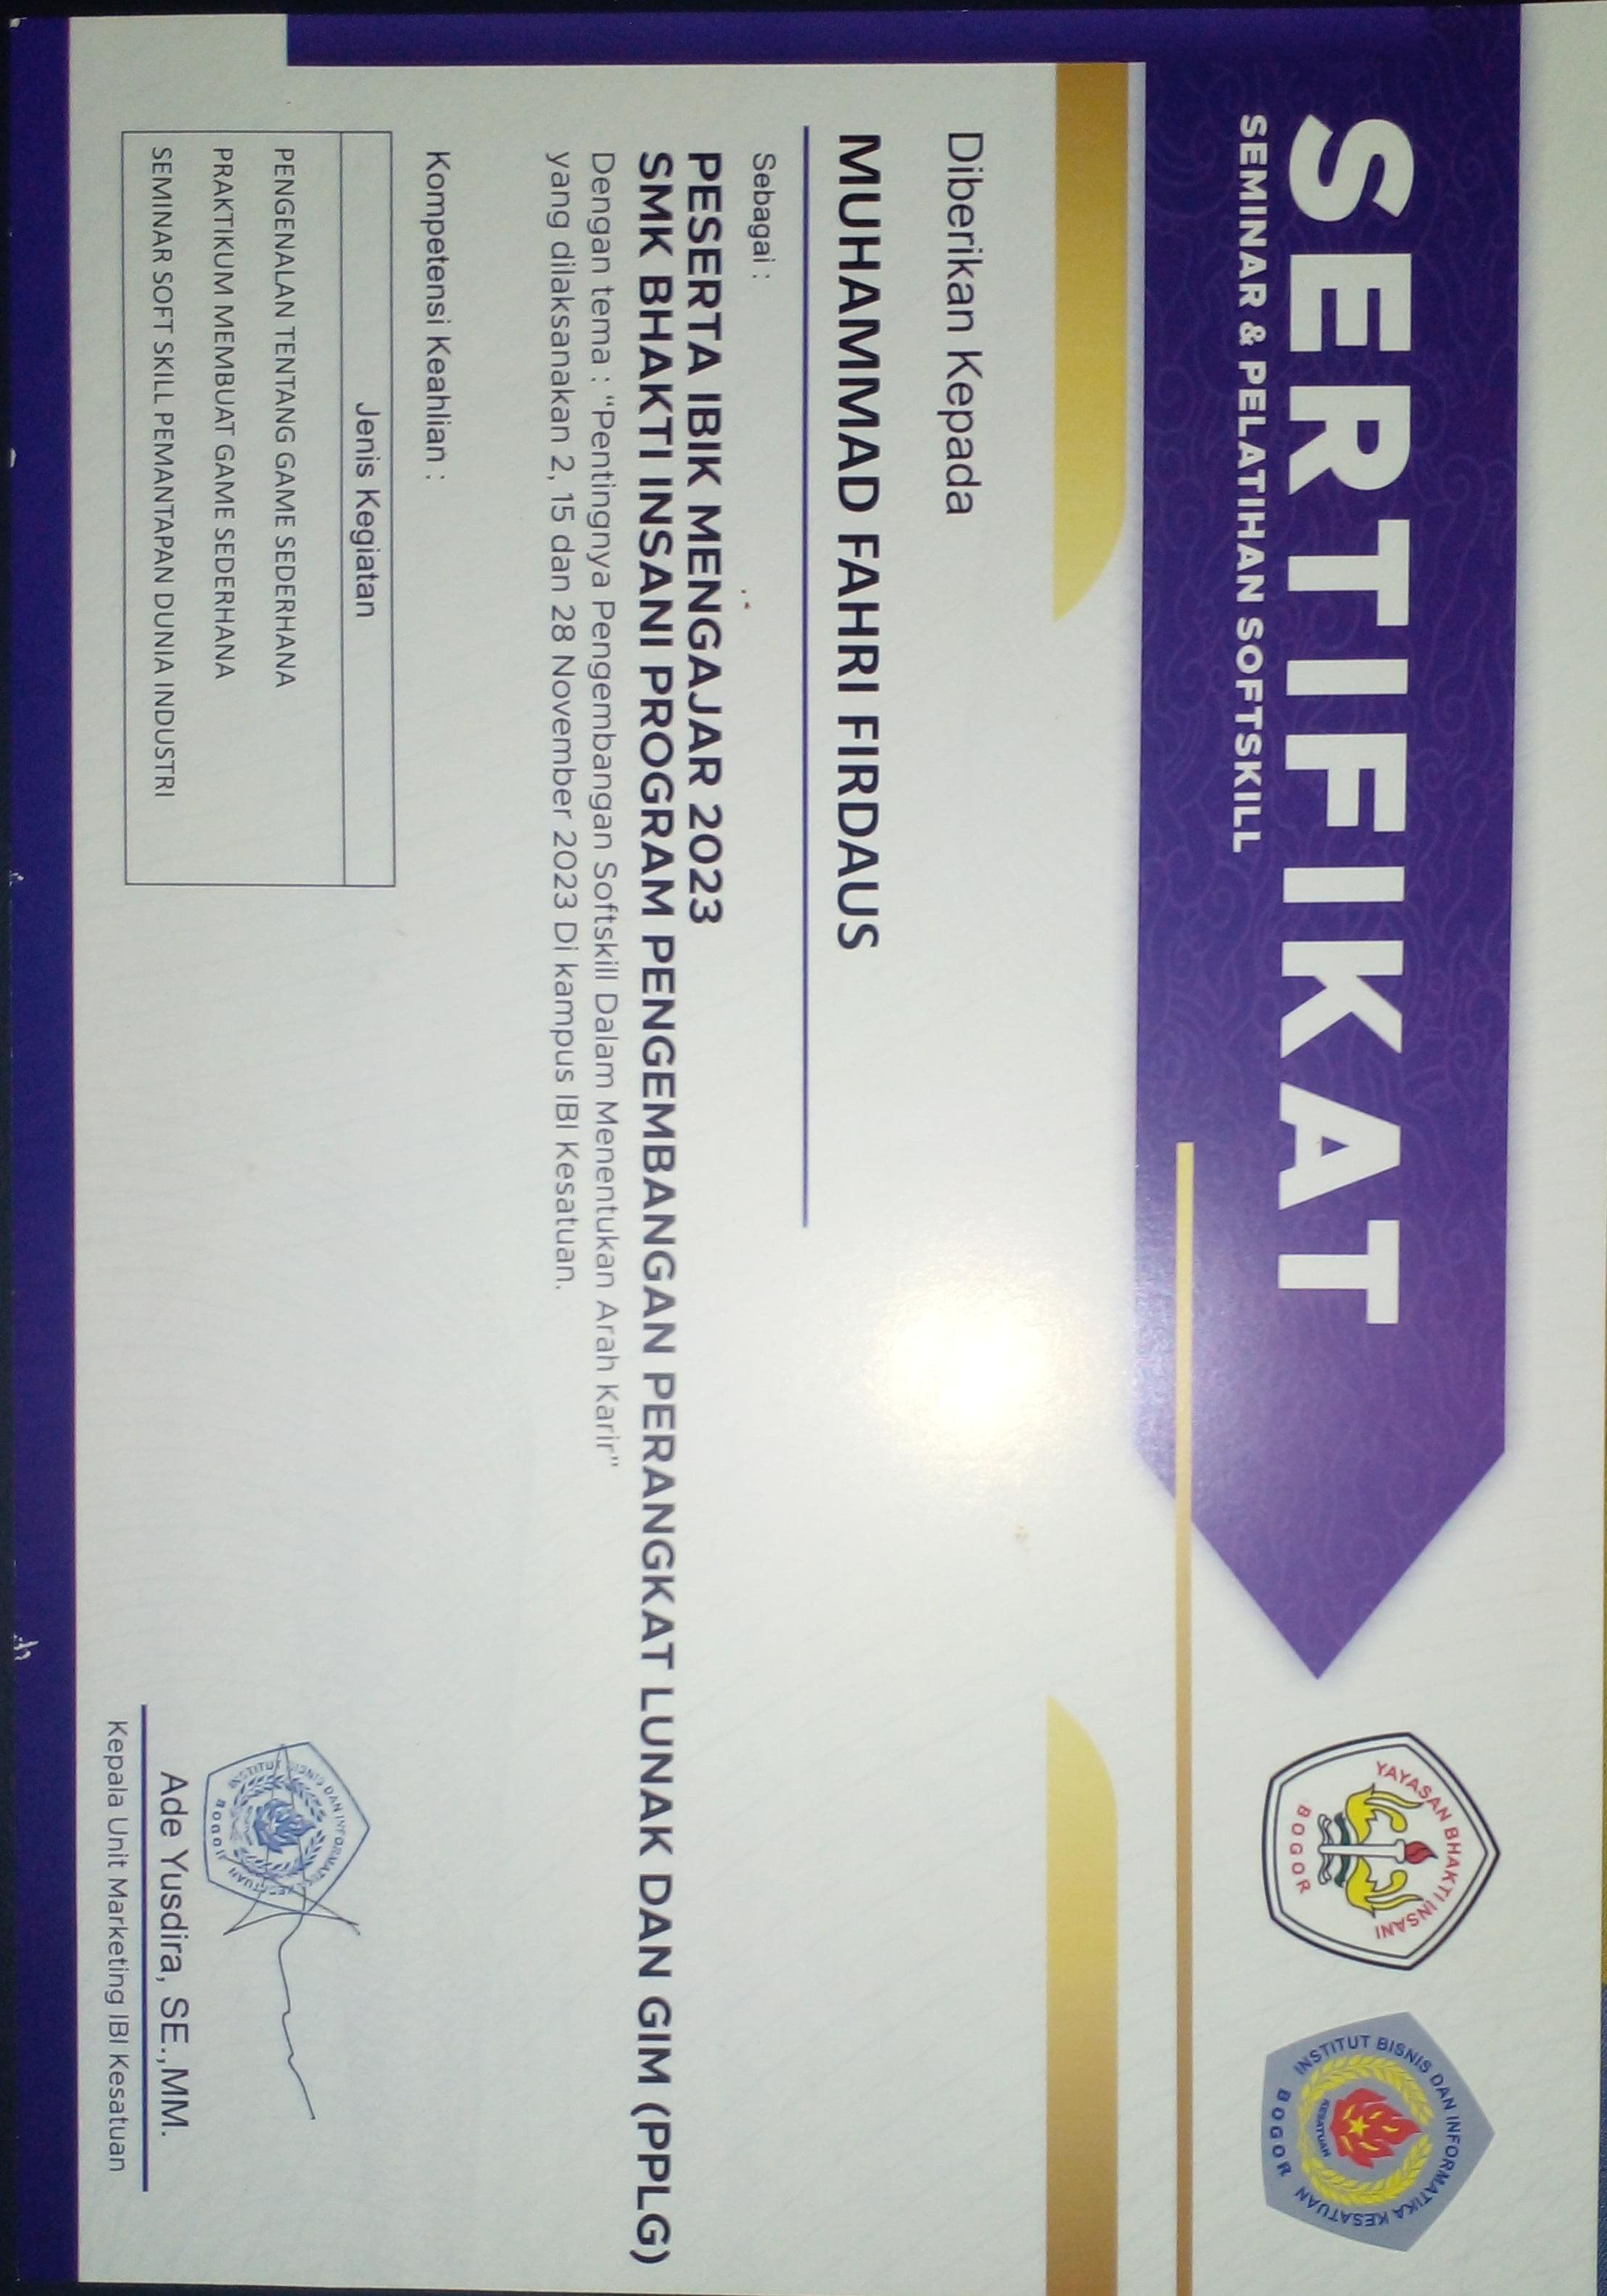 SERTIFIKAT
SEMINAR & PELATIHAN SOFTSKILL
YAYASAN BHAKTI INSANI
BOGOR
INSTITUT BISNIS DAN INFORMATIKA KESATUAN
KESATUAN
BOGOR
Diberikan Kepada
MUHAMMAD FAHRI FIRDAUS
Sebagai :
PESERTA IBIK MENGAJAR 2023
SMK BHAKTI INSANI PROGRAM PENGEMBANGAN PERANGKAT LUNAK DAN GIM (PPLG)
Dengan tema : “Pentingnya Pengembangan Softskill Dalam Menentukan Arah Karir"
yang dilaksanakan 2, 15 dan 28 November 2023 Di kampus IBI Kesatuan.
Kompetensi Keahlian :
Jenis Kegiatan
PENGENALAN TENTANG GAME SEDERHANA
PRAKTIKUM MEMBUAT GAME SEDERHANA
SEMINAR SOFT SKILL PEMANTAPAN DUNIA INDUSTRI
DAN INFORMATIKA
BOGOR
Ade Yusdira, SE.,MM.
Kepala Unit Marketing IBI Kesatuan